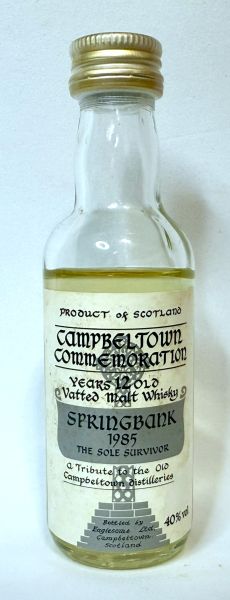 PRODUCT of SCOTLAND
CAMPBELTOWN
COMMEMORATION
YEARS 12 OLD
Vatted Malt Whisky
SPRINGBANK
1985
THE SOLE SURVIVOR
A Tribute to the Old
Campbeltown distilleries
Bottled by
Eaglesome Ltd.
Campbeltown
Scotland
40% vol